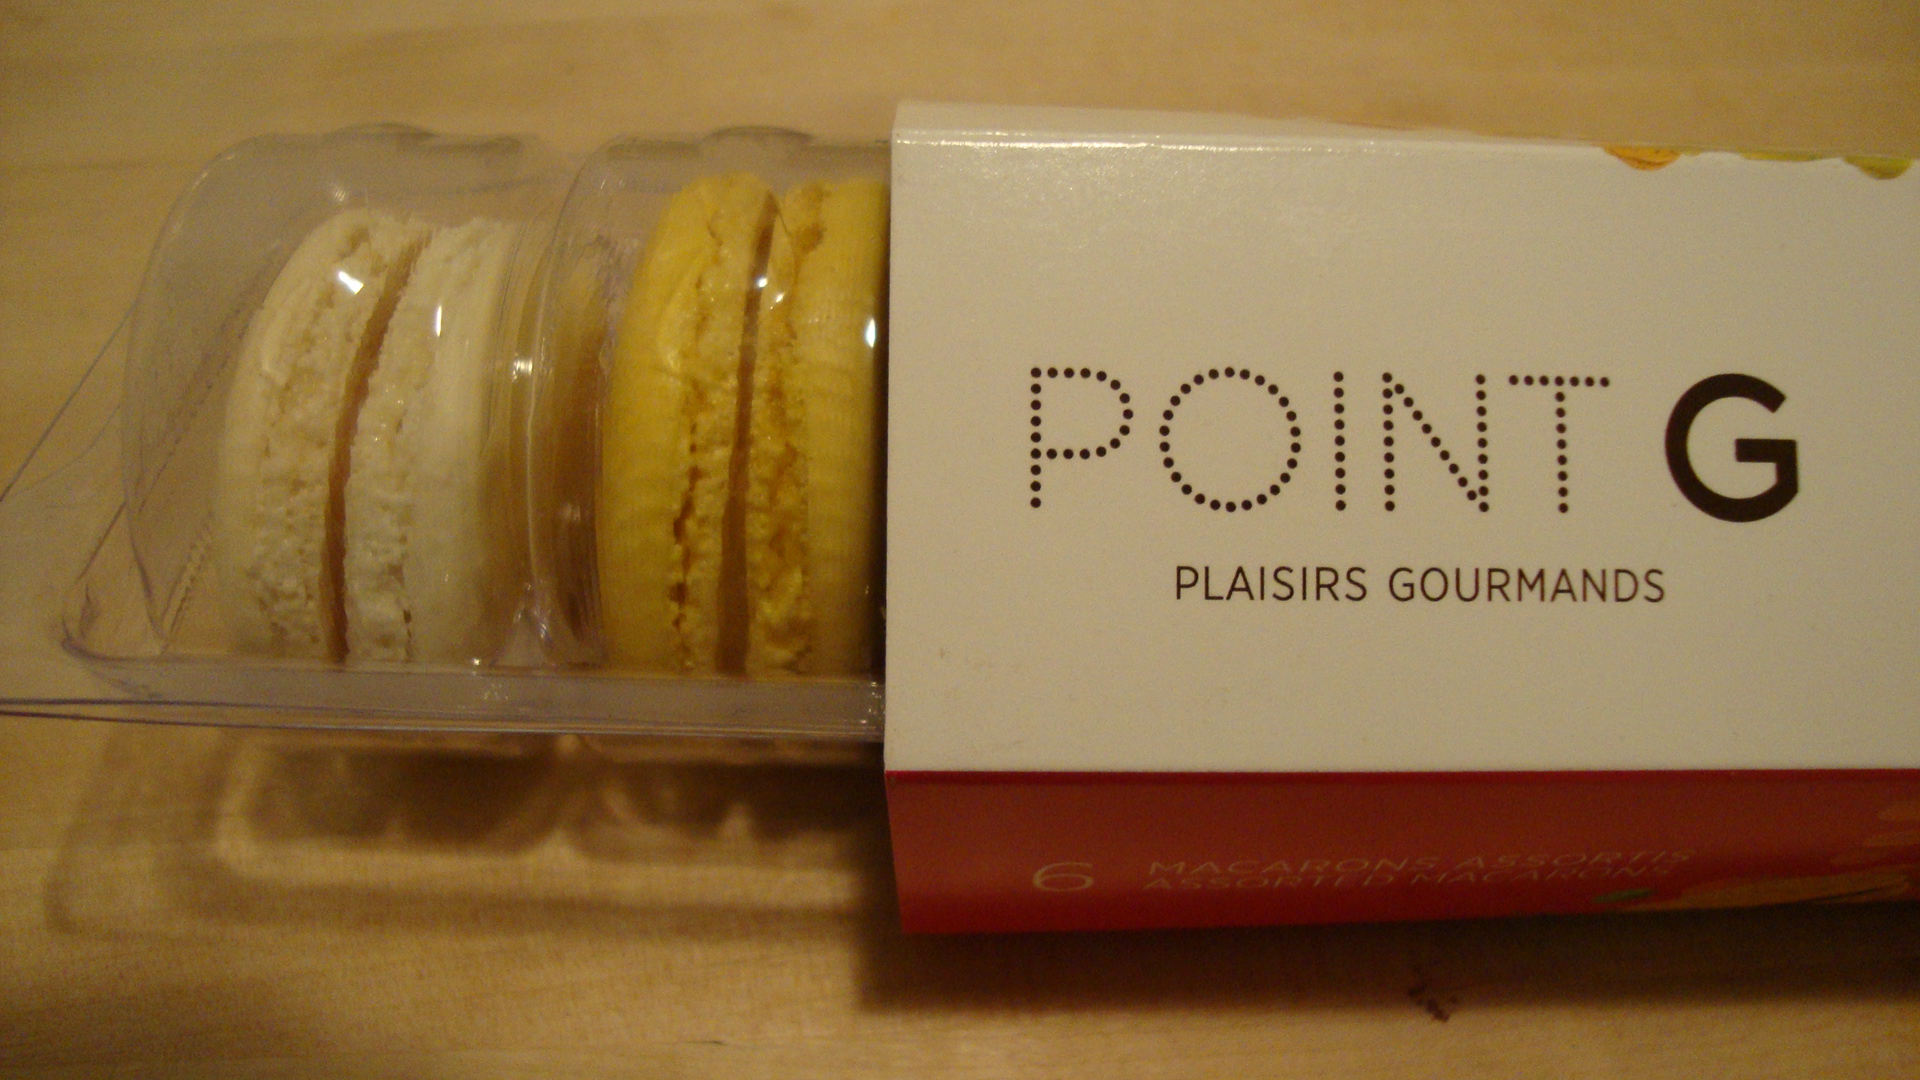 POINT G
PLAISIRS GOURMANDS
6 MACARONS ASSORTIS
ASSORTED MACARONS